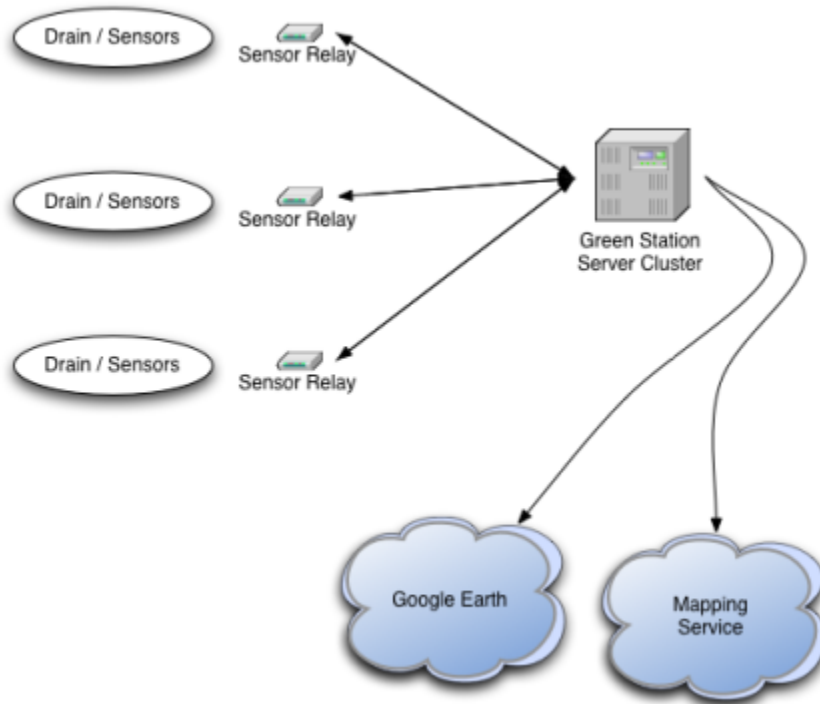 Drain / Sensors
Sensor Relay
Drain / Sensors
Sensor Relay
Green Station
Server Cluster
Drain / Sensors
Sensor Relay
Google Earth
Mapping
Service